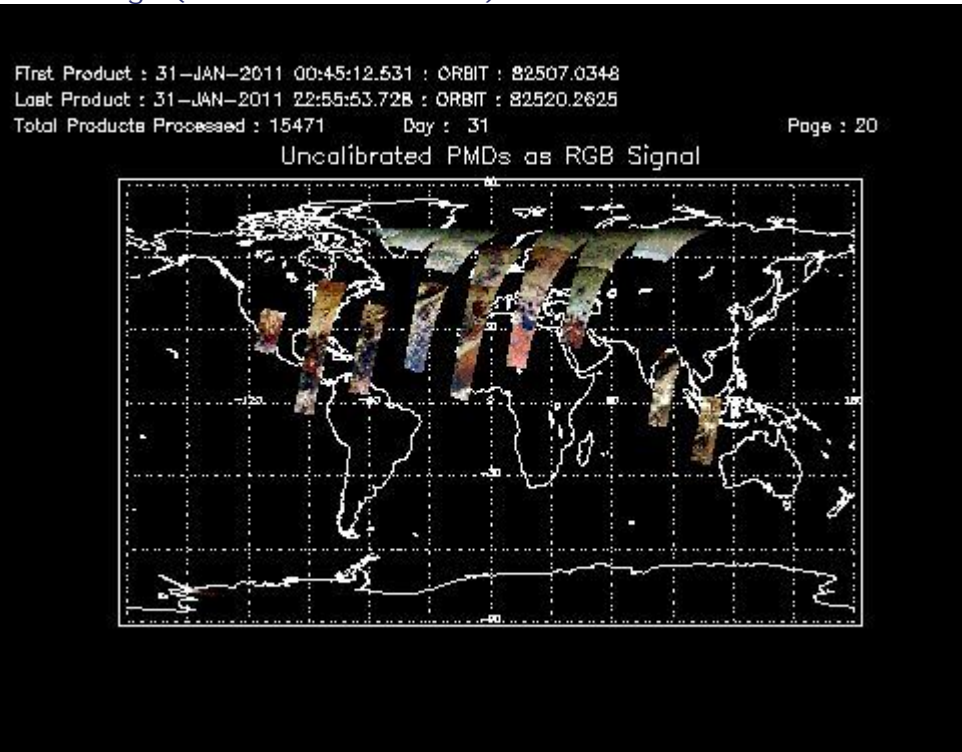 First Product : 31-JAN-2011 00:45:12.531 : ORBIT : 82507.0348
Last Product : 31-JAN-2011 22:55:53.728 : ORBIT : 82520.2625
Total Products Processed : 15471 Day : 31 Page : 20
Uncalibrated PMDs as RGB Signal
-120